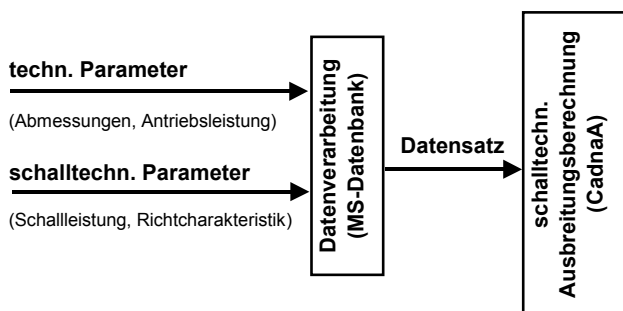 techn. Parameter
(Abmessungen, Antriebsleistung)
schalltechn. Parameter
(Schallleistung, Richtcharakteristik)
Datenverarbeitung
(MS-Datenbank)
Datensatz
schalltechn.
Ausbreitungsberechnung
(CadnaA)